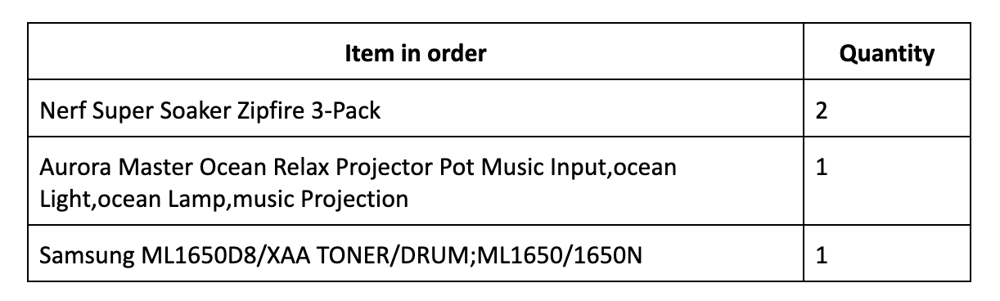 Item in order Quantity
Nerf Super Soaker Zipfire 3-Pack 2
Aurora Master Ocean Relax Projector Pot Music Input,ocean 1
Light,ocean Lamp,music Projection
Samsung ML1650D8/XAA TONER/DRUM;ML1650/1650N 1